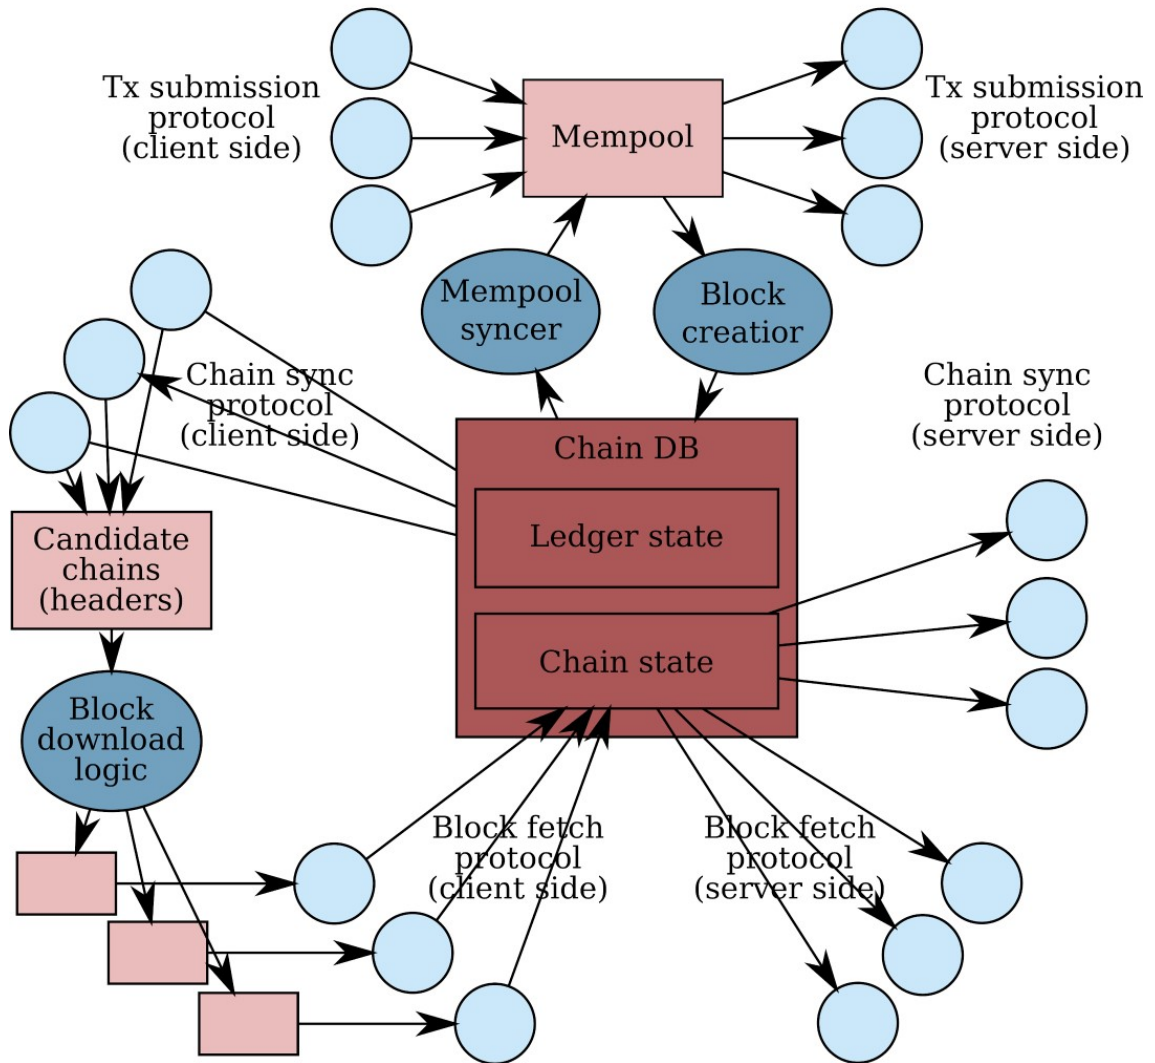 Tx submission
protocol
(client side)
Mempool
Tx submission
protocol
(server side)
Mempool
syncer
Block
creatior
Chain sync
protocol
(client side)
Chain sync
protocol
(server side)
Chain DB
Ledger state
Chain state
Candidate
chains
(headers)
Block
download
logic
Block fetch
protocol
(client side)
Block fetch
protocol
(server side)